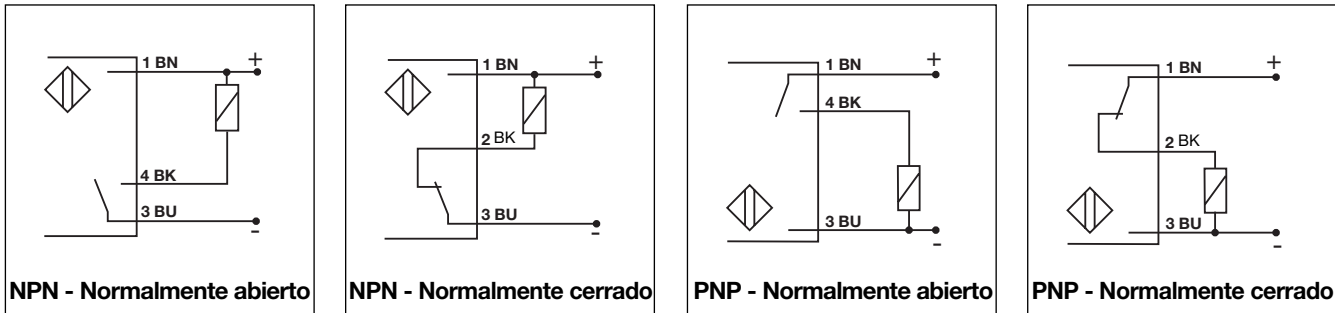 1 BN
+
4 BK
3 BU
-
NPN - Normalmente abierto
1 BN
+
2 BK
3 BU
-
NPN - Normalmente cerrado
1 BN
+
4 BK
3 BU
-
PNP - Normalmente abierto
1 BN
+
2 BK
3 BU
-
PNP - Normalmente cerrado